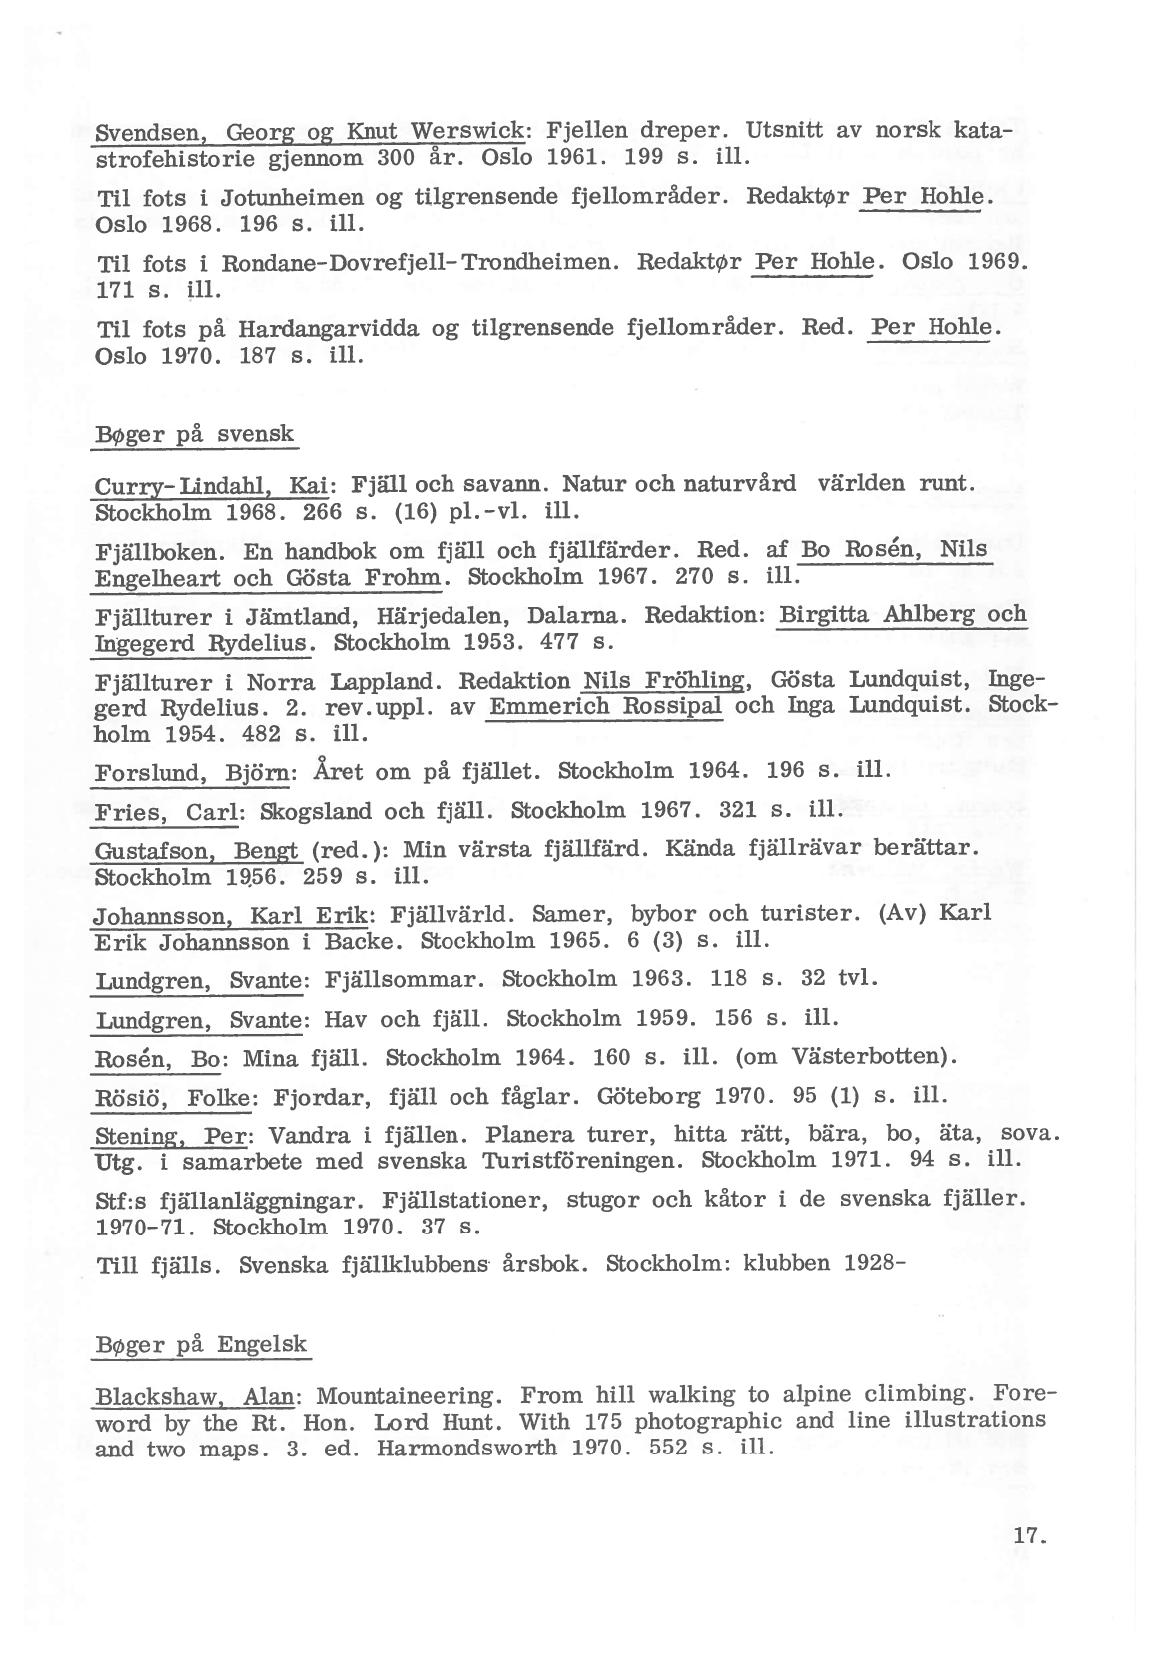 Svendsen, Georg og Knut Werswick: Fjellen dreper. Utsnitt av norsk kata-
strofehistorie gjennom 300 år. Oslo 1961. 199 s. ill.
Til fots i Jotunheimen og tilgrensende fjellområder. Redaktør Per Hohle.
Oslo 1968. 196 s. ill.
Til fots i Rondane-Dovrefjell-Trondheimen. Redaktør Per Hohle. Oslo 1969.
171 s. ill.
Til fots på Hardangarvidda og tilgrensende fjellområder. Red. Per Hohle.
Oslo 1970. 187 s. ill.
Bøger på svensk
Curry-Lindahl, Kai: Fjäll och savann. Natur och naturvård världen runt.
Stockholm 1968. 266 s. (16) pl.-vl. ill.
Fjällboken. En handbok om fjäll och fjällfärder. Red. af Bo Rosén, Nils
Engelheart och Gösta Frohm. Stockholm 1967. 270 s. ill.
Fjällturer i Jämtland, Härjedalen, Dalarna. Redaktion: Birgitta Ahlberg och
Ingegerd Rydelius. Stockholm 1953. 477 s.
Fjällturer i Norra Lappland. Redaktion Nils Fröhling, Gösta Lundquist, Inge-
gerd Rydelius. 2. rev.uppl. av Emmerich Rossipal och Inga Lundquist. Stock-
holm 1954. 482 s. ill.
Forslund, Björn: Året om på fjället. Stockholm 1964. 196 s. ill.
Fries, Carl: Skogsland och fjäll. Stockholm 1967. 321 s. ill.
Gustafson, Bengt (red.): Min värsta fjällfärd. Kända fjällrävar berättar.
Stockholm 1956. 259 s. ill.
Johannsson, Karl Erik: Fjällvärld. Samer, bybor och turister. (Av) Karl
Erik Johannsson i Backe. Stockholm 1965. 6 (3) s. ill.
Lundgren, Svante: Fjällsommar. Stockholm 1963. 118 s. 32 tvl.
Lundgren, Svante: Hav och fjäll. Stockholm 1959. 156 s. ill.
Rosén, Bo: Mina fjäll. Stockholm 1964. 160 s. ill. (om Västerbotten).
Rösiö, Folke: Fjordar, fjäll och fåglar. Göteborg 1970. 95 (1) s. ill.
Stening, Per: Vandra i fjällen. Planera turer, hitta rätt, bära, bo, äta, sova.
Utg. i samarbete med svenska Turistföreningen. Stockholm 1971. 94 s. ill.
Stf:s fjällanläggningar. Fjällstationer, stugor och kåtor i de svenska fjäller.
1970-71. Stockholm 1970. 37 s.
Till fjälls. Svenska fjällklubbens årsbok. Stockholm: klubben 1928-
Bøger på Engelsk
Blackshaw, Alan: Mountaineering. From hill walking to alpine climbing. Fore-
word by the Rt. Hon. Lord Hunt. With 175 photographic and line illustrations
and two maps. 3. ed. Harmondsworth 1970. 552 s. ill.
17.